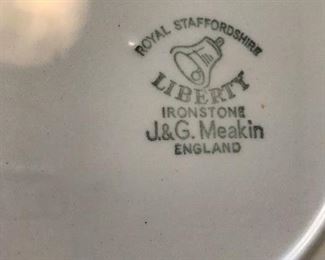 ROYAL STAFFORDSHIRE
LIBERTY
IRONSTONE
J.&G. Meakin
ENGLAND